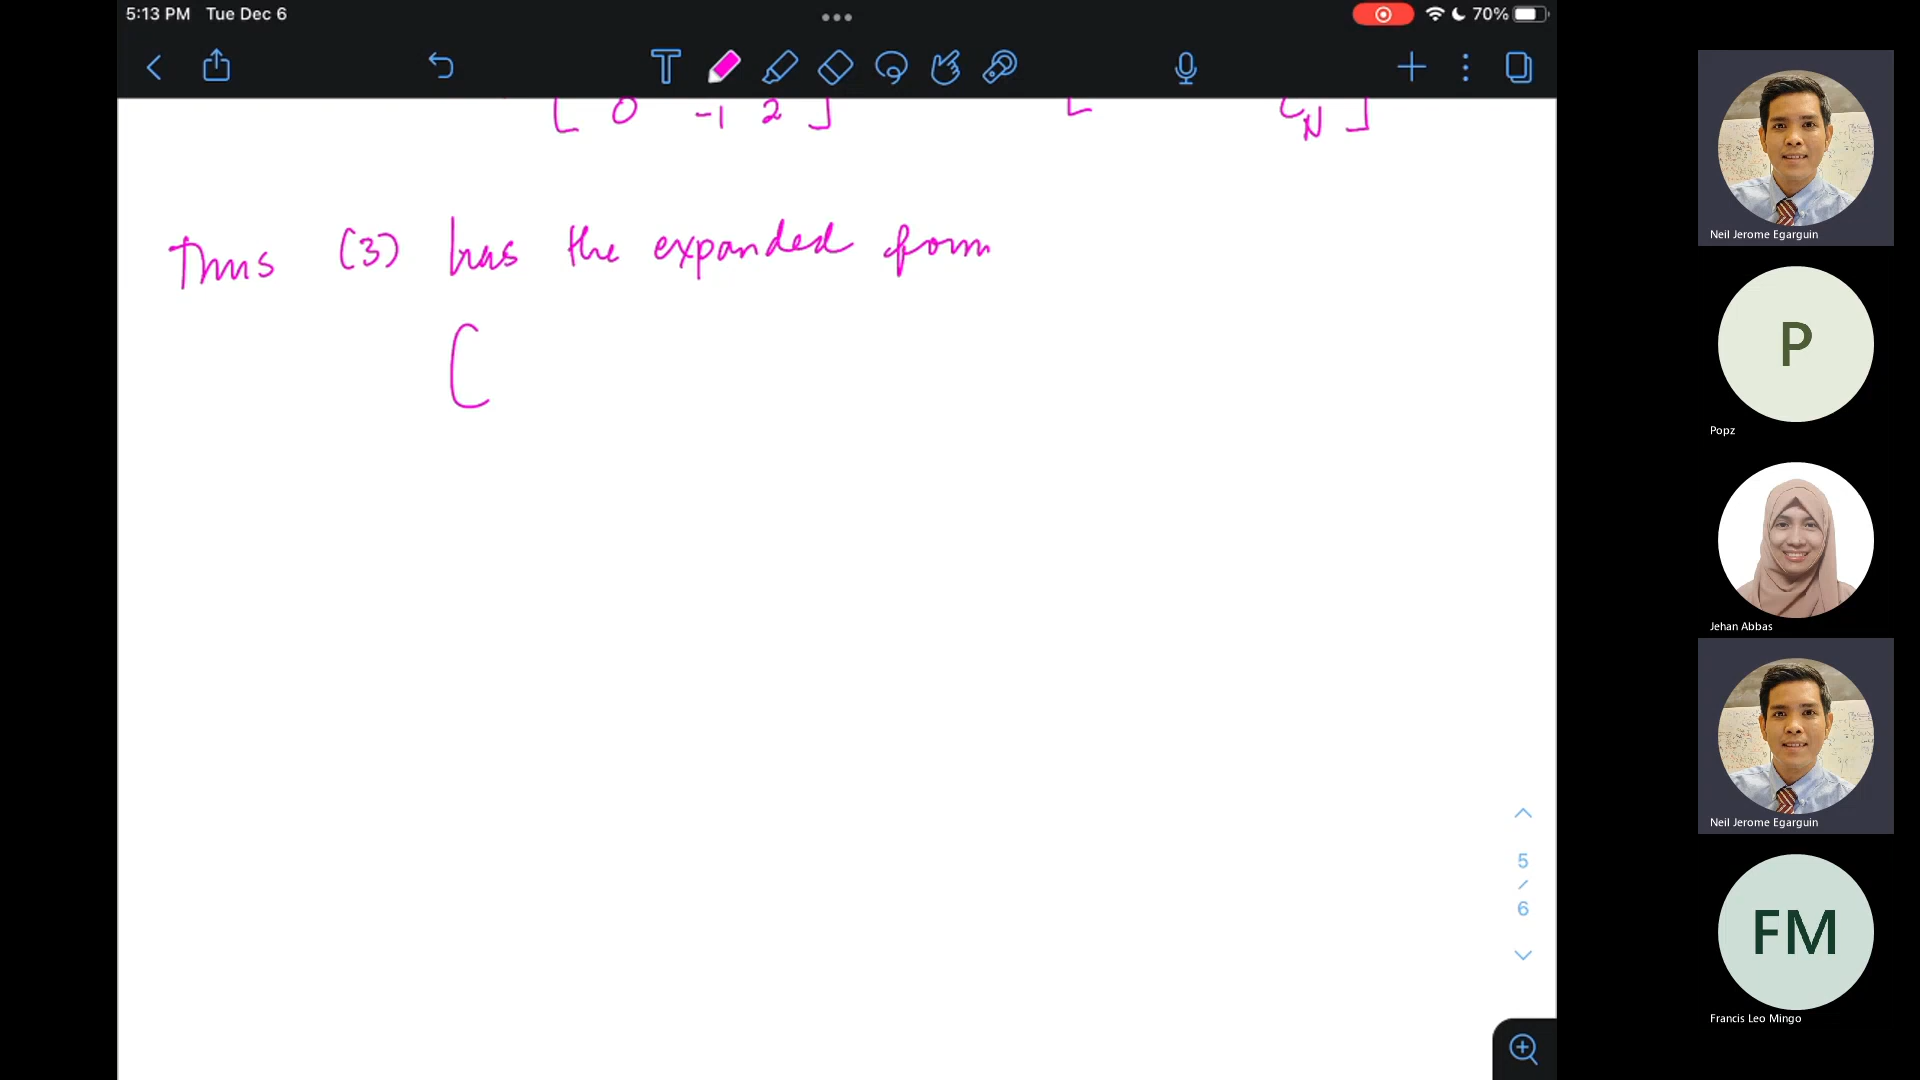 5:13 PM Tue Dec 6
70%
[ 0 -1 2 ] [ C_N ]
Thus (3) has the expanded form
[
5
/
6
Neil Jerome Egarguin
P
Popz
Jehan Abbas
Neil Jerome Egarguin
FM
Francis Leo Mingo